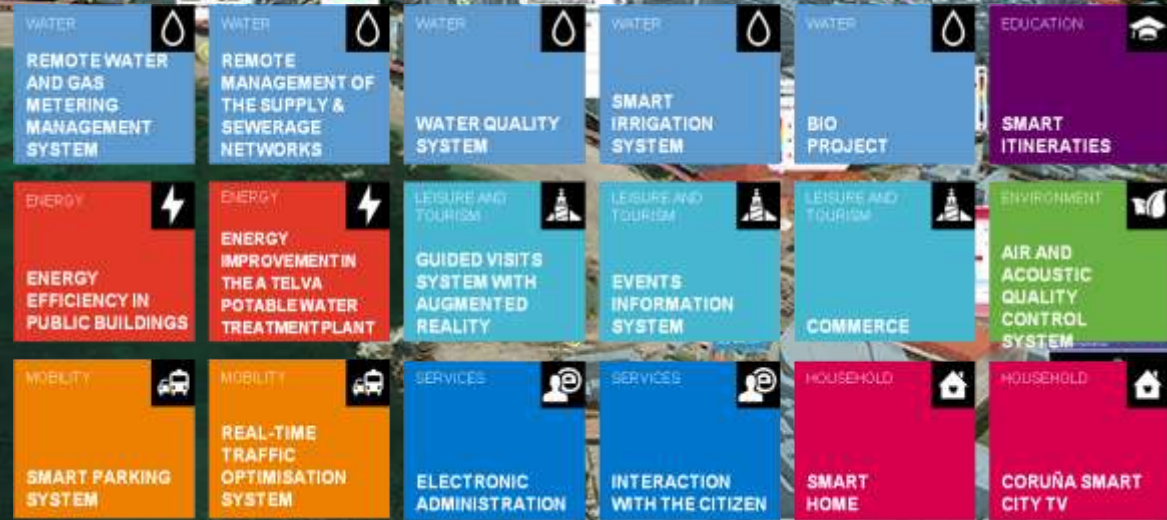 WATER
REMOTE WATER
AND GAS
METERING
MANAGEMENT
SYSTEM
WATER
REMOTE
MANAGEMENT OF
THE SUPPLY &
SEWERAGE
NETWORKS
WATER
WATER QUALITY
SYSTEM
WATER
SMART
IRRIGATION
SYSTEM
WATER
BIO
PROJECT
EDUCATION
SMART
ITINERATIES
ENERGY
ENERGY
EFFICIENCY IN
PUBLIC BUILDINGS
ENERGY
ENERGY
IMPROVEMENT IN
THE A TELVA
POTABLE WATER
TREATMENT PLANT
LEISURE AND
TOURISM
GUIDED VISITS
SYSTEM WITH
AUGMENTED
REALITY
LEISURE AND
TOURISM
EVENTS
INFORMATION
SYSTEM
LEISURE AND
TOURISM
COMMERCE
ENVIRONMENT
AIR AND
ACOUSTIC
QUALITY
CONTROL
SYSTEM
MOBILITY
SMART PARKING
SYSTEM
MOBILITY
REAL-TIME
TRAFFIC
OPTIMISATION
SYSTEM
SERVICES
ELECTRONIC
ADMINISTRATION
SERVICES
INTERACTION
WITH THE CITIZEN
HOUSEHOLD
SMART
HOME
HOUSEHOLD
CORUÑA SMART
CITY TV